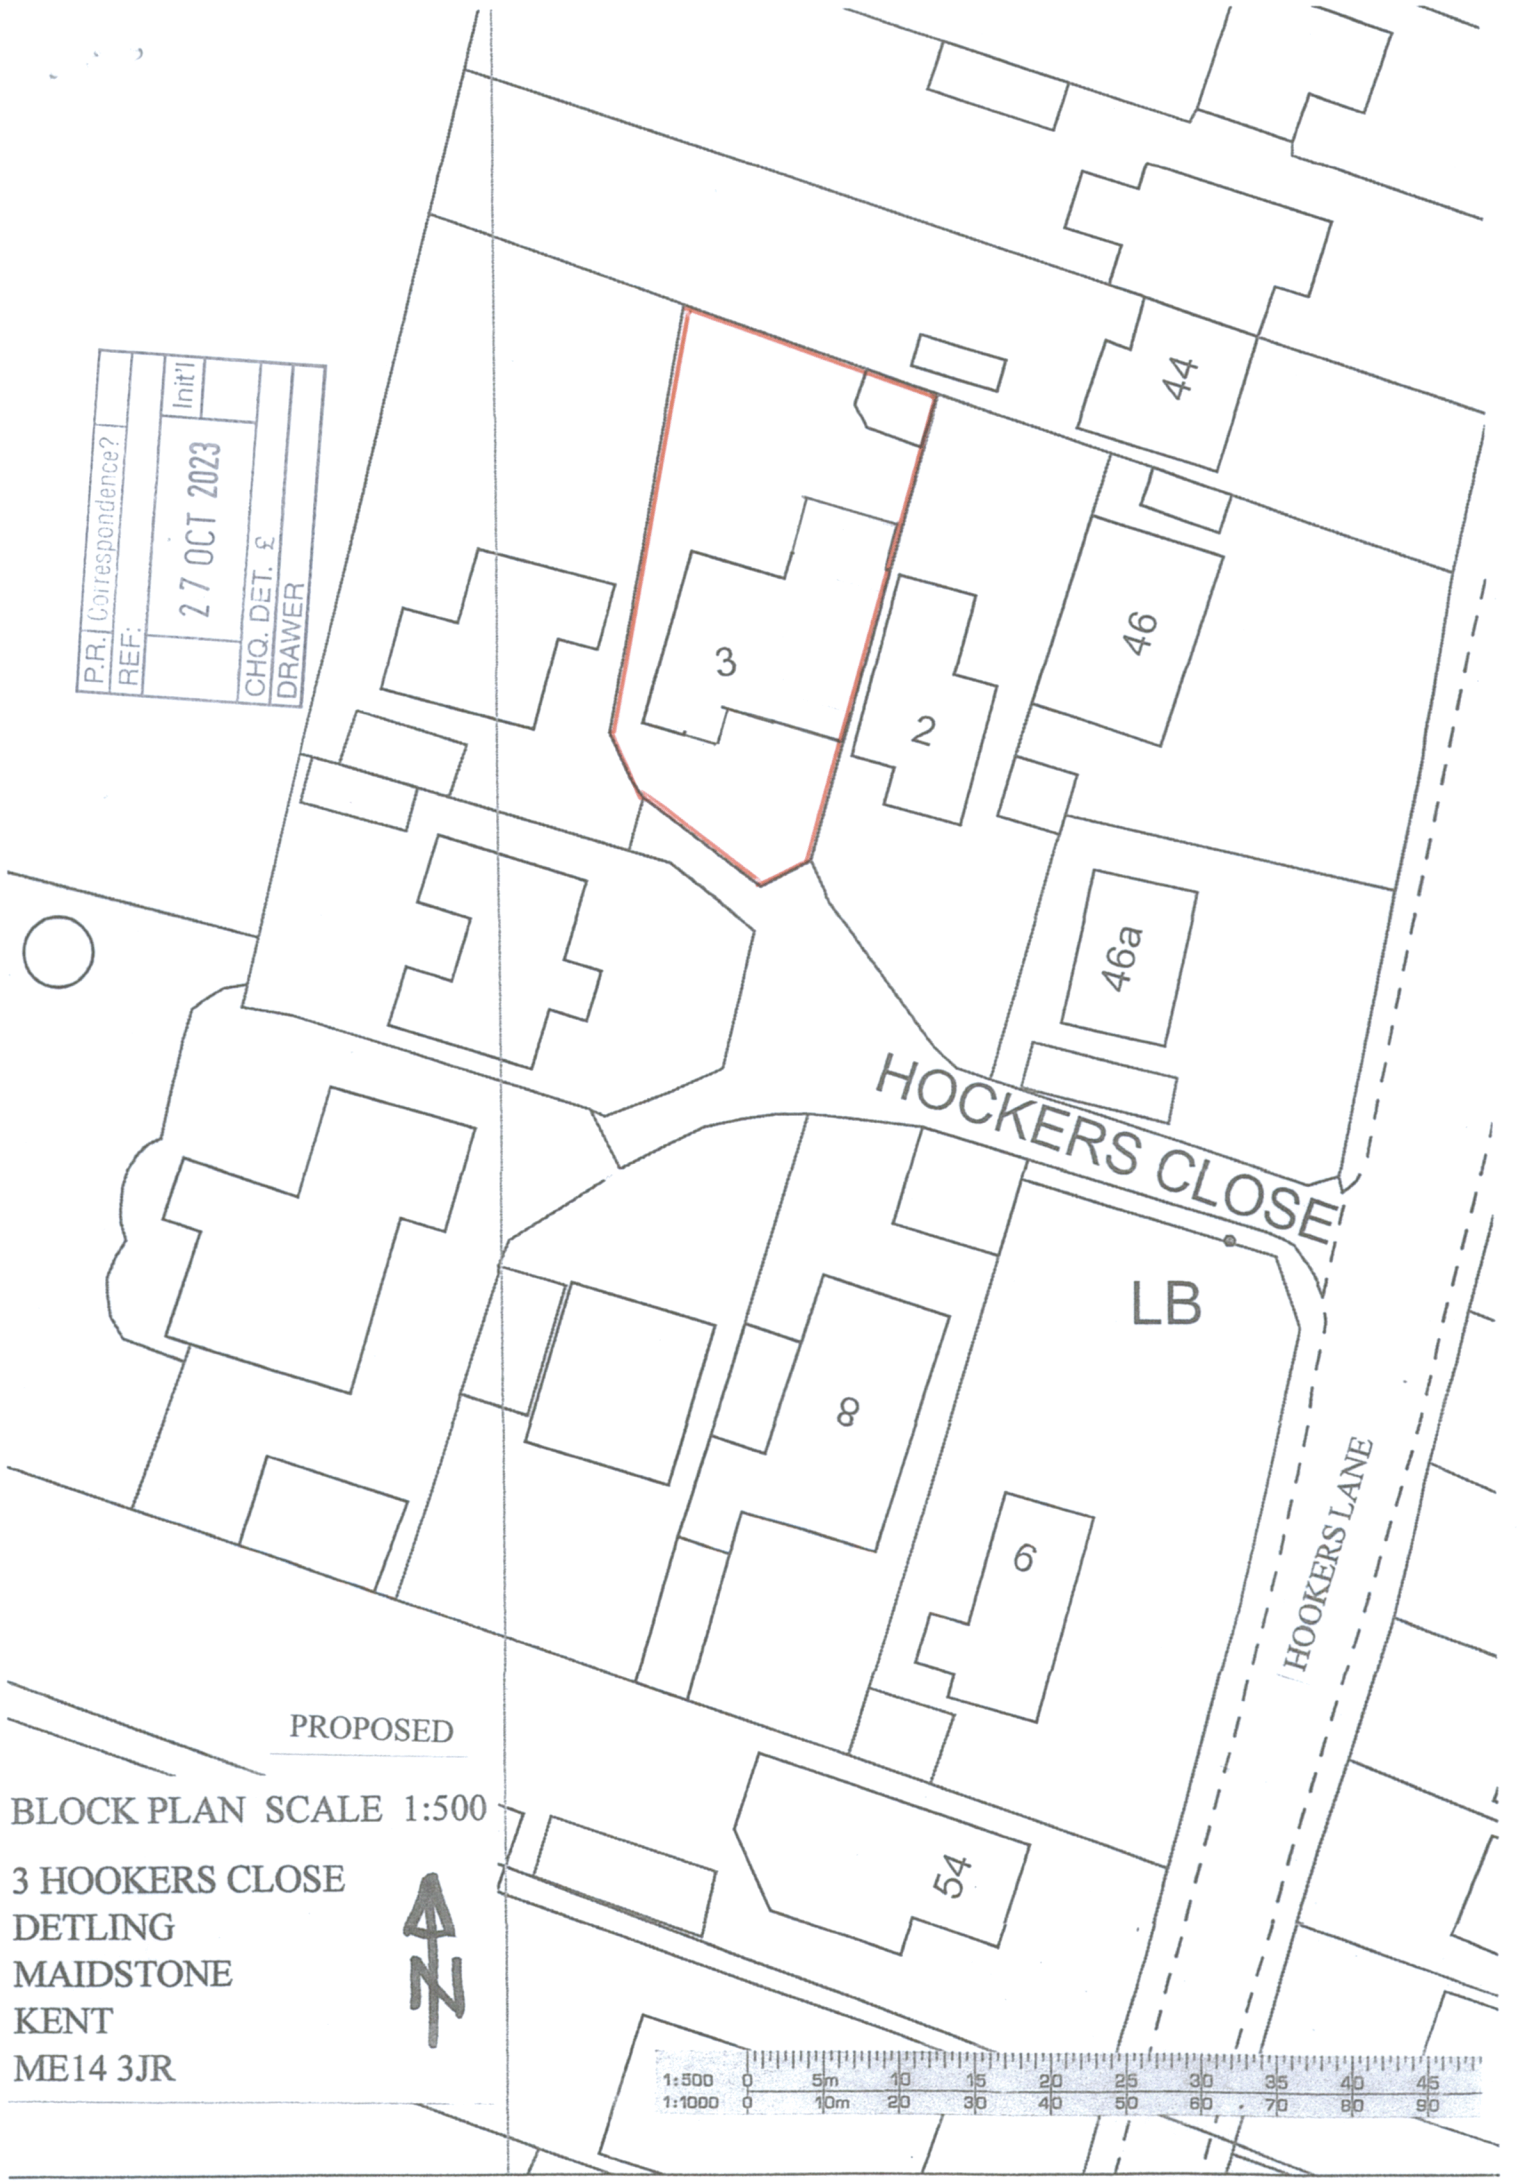 P.R. Correspondence?
REF:
Init'l
27 OCT 2023
CHQ. DET. £
DRAWER
44
46
3
2
46a
HOCKERS CLOSE
LB
8
6
HOOKERS LANE
54
PROPOSED
BLOCK PLAN SCALE 1:500
3 HOOKERS CLOSE
DETLING
MAIDSTONE
KENT
ME14 3JR
N
1:500 0 5m 10 15 20 25 30 35 40 45
1:1000 0 10m 20 30 40 50 60 70 80 90